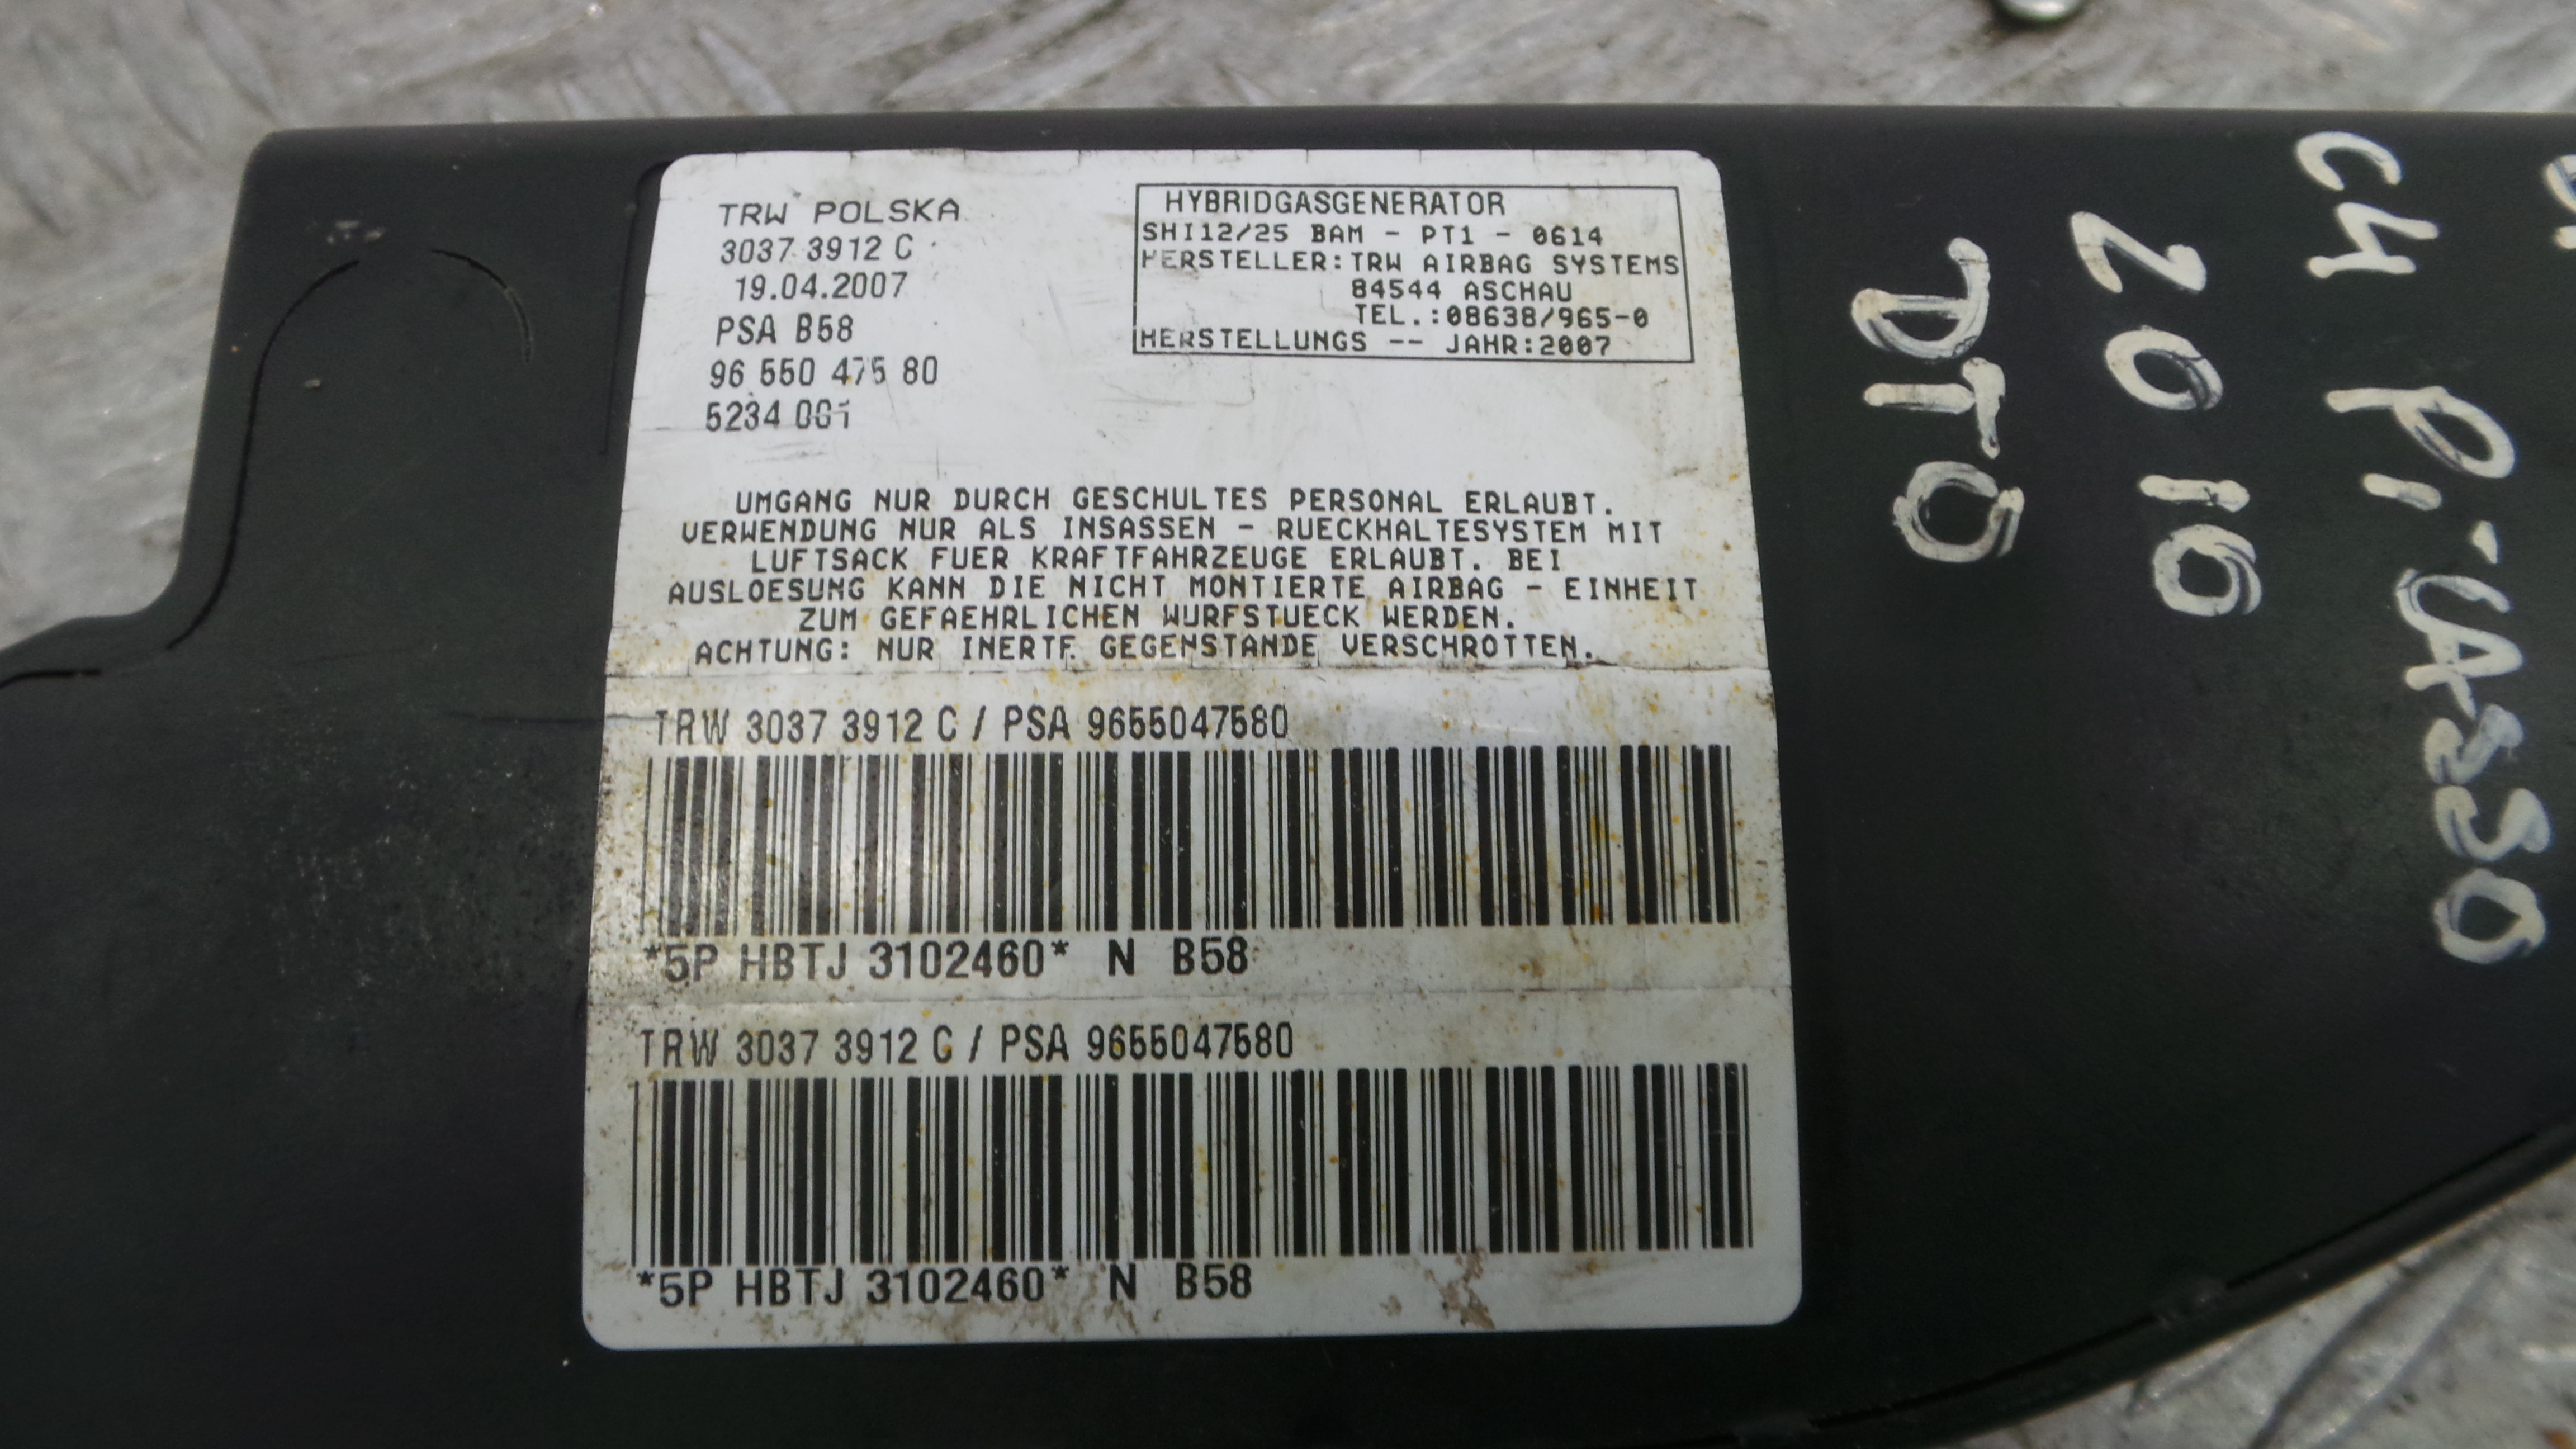 TRW POLSKA
3037 3912 C
19.04.2007
PSA B58
96 550 475 80
5234 001
HYBRIDGASGENERATOR
SHI12/25 BAM - PT1 - 0614
HERSTELLER:TRW AIRBAG SYSTEMS
84544 ASCHAU
TEL.:08638/965-0
HERSTELLUNGS -- JAHR:2007
UMGANG NUR DURCH GESCHULTES PERSONAL ERLAUBT.
VERWENDUNG NUR ALS INSASSEN - RUECKHALTESYSTEM MIT
LUFTSACK FUER KRAFTFAHRZEUGE ERLAUBT. BEI
AUSLOESUNG KANN DIE NICHT MONTIERTE AIRBAG - EINHEIT
ZUM GEFAEHRLICHEN WURFSTUECK WERDEN.
ACHTUNG: NUR INERTE GEGENSTANDE VERSCHROTTEN.
TRW 3037 3912 C / PSA 9655047580
*5P HBTJ 3102460* N B58
TRW 3037 3912 C / PSA 9655047580
*5P HBTJ 3102460* N B58
C4 Pi-CASSO
2010
DTO